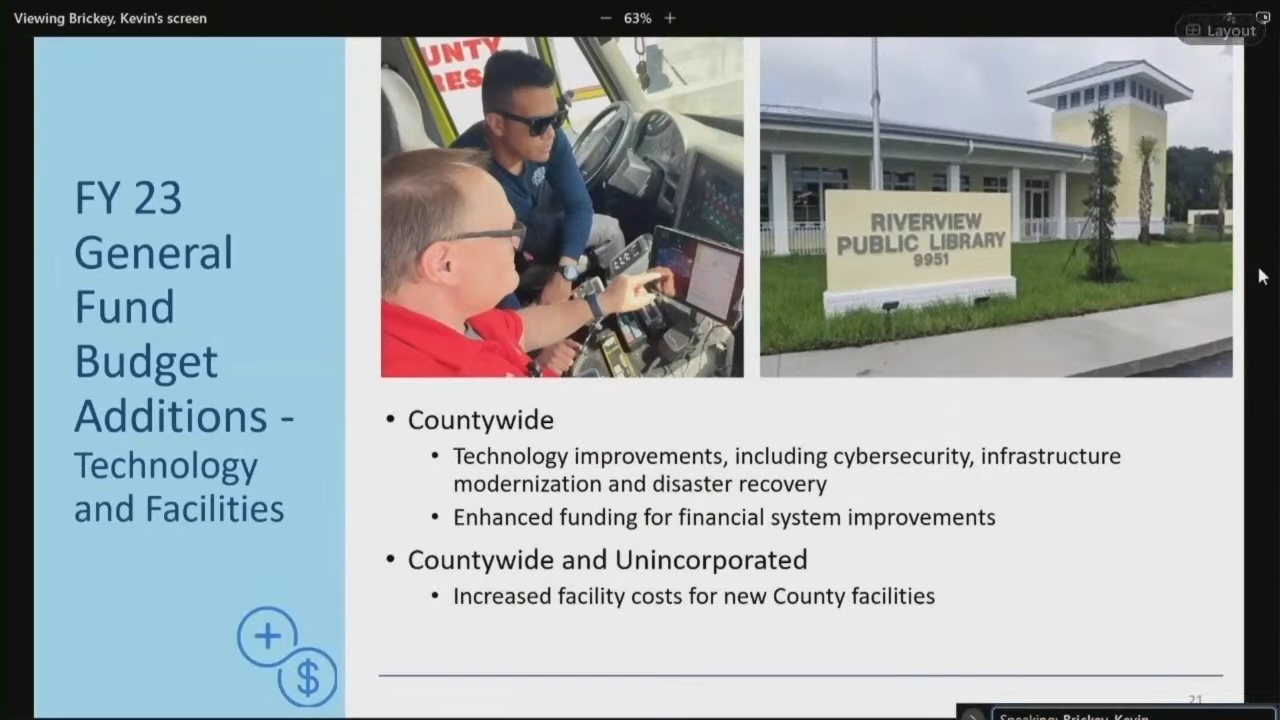 Viewing Brickey, Kevin's screen
63%
Layout
FY 23
General
Fund
Budget
Additions -
Technology
and Facilities
$
UNTY
RES
RIVERVIEW
PUBLIC LIBRARY
9951
• Countywide
• Technology improvements, including cybersecurity, infrastructure
modernization and disaster recovery
• Enhanced funding for financial system improvements
• Countywide and Unincorporated
• Increased facility costs for new County facilities
21
Speaking: Brickey, Kevin